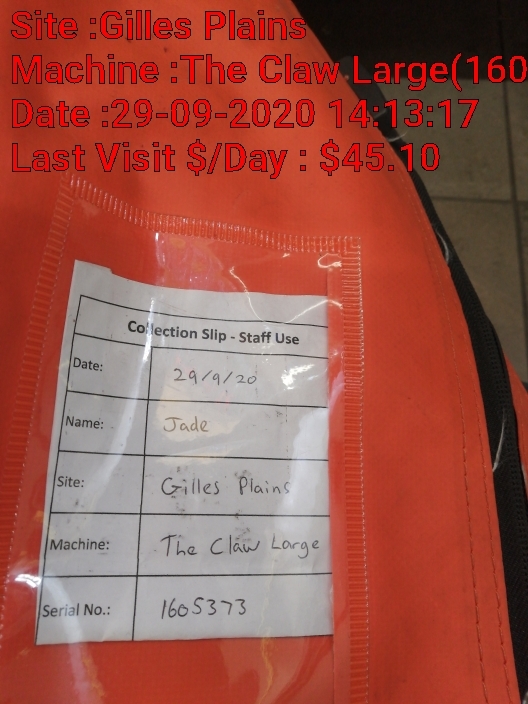 Site :Gilles Plains
Machine :The Claw Large(160
Date :29-09-2020 14:13:17
Last Visit $/Day : $45.10
Collection Slip - Staff Use
Date: 29/9/20
Name: Jade
Site: Gilles Plains
Machine: The Claw Large
Serial No.: 1605373